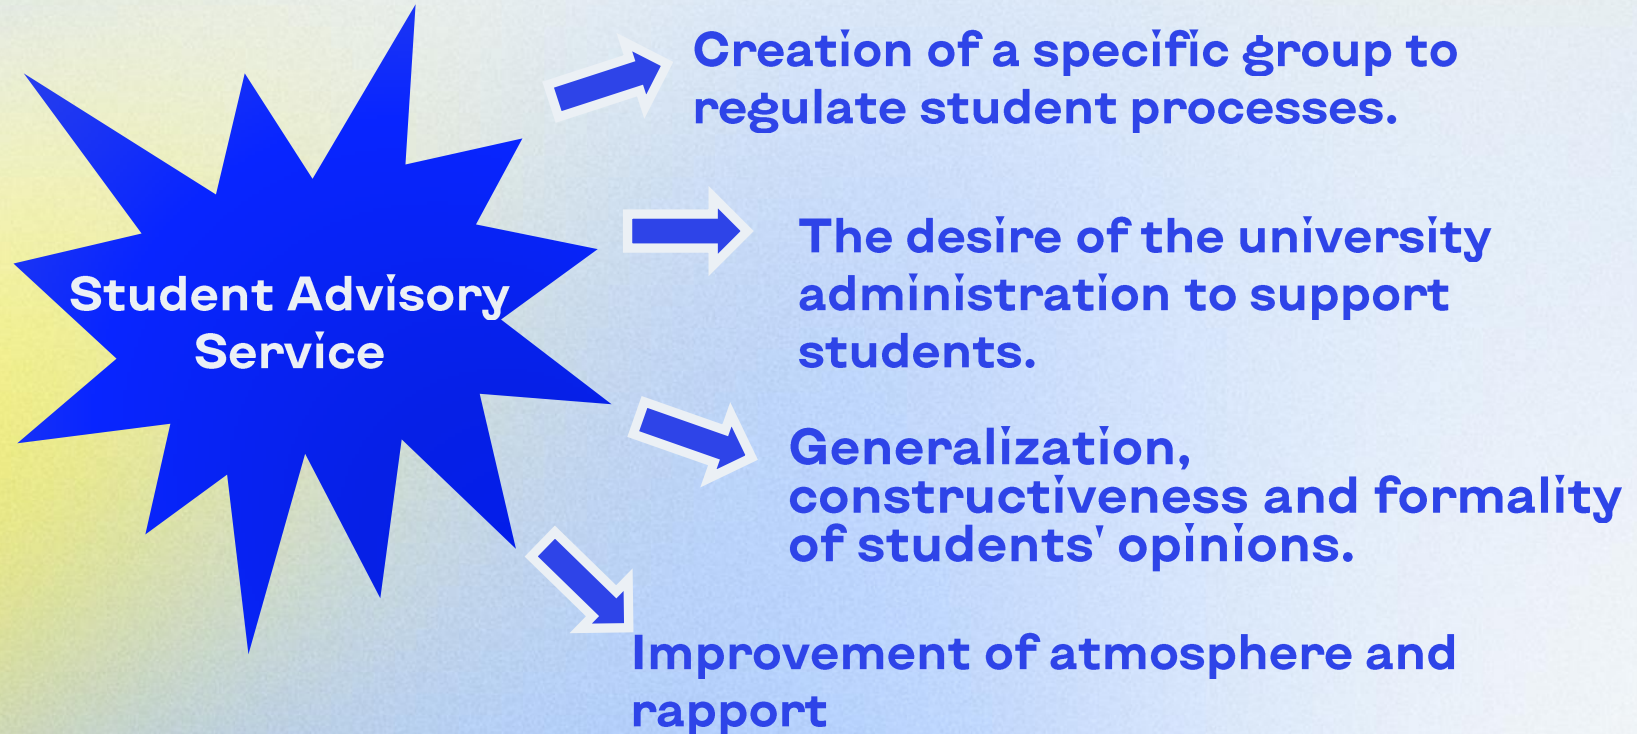 Student Advisory
Service
Creation of a specific group to
regulate student processes.
The desire of the university
administration to support
students.
Generalization,
constructiveness and formality
of students' opinions.
Improvement of atmosphere and
rapport